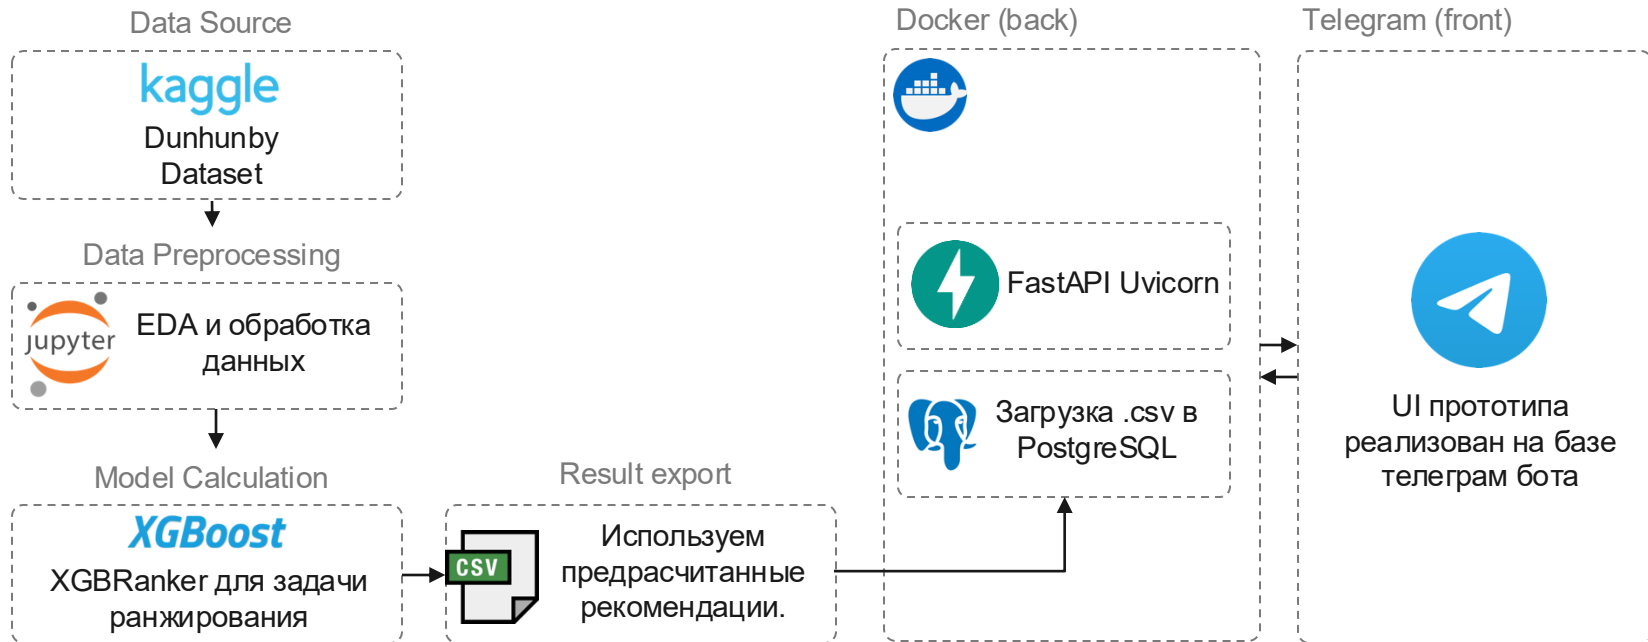 Data Source
kaggle
Dunhunby
Dataset
Data Preprocessing
jupyter
EDA и обработка
данных
Model Calculation
XGBoost
XGBRanker для задачи
ранжирования
Result export
CSV
Используем
предрасчитанные
рекомендации.
Docker (back)
FastAPI Uvicorn
Загрузка .csv в
PostgreSQL
Telegram (front)
UI прототипа
реализован на базе
телеграм бота